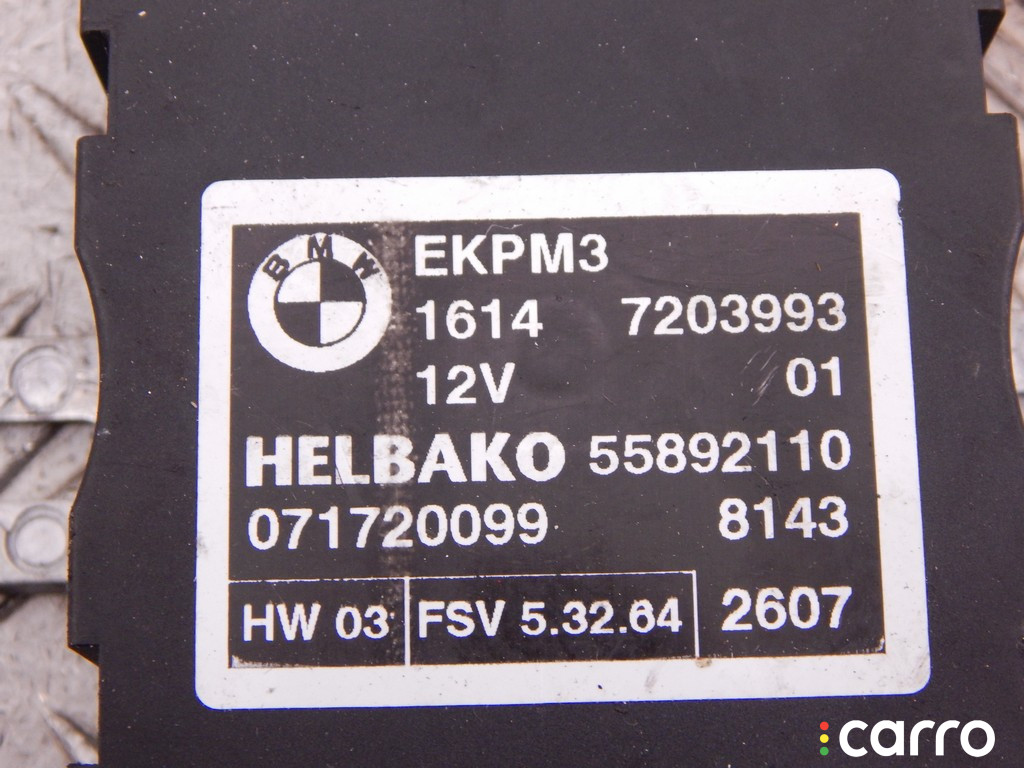 BMW
EKPM3
1614 7203993
12V 01
HELBAKO 55892110
071720099 8143
HW 03 FSV 5.32.64 2607
carro